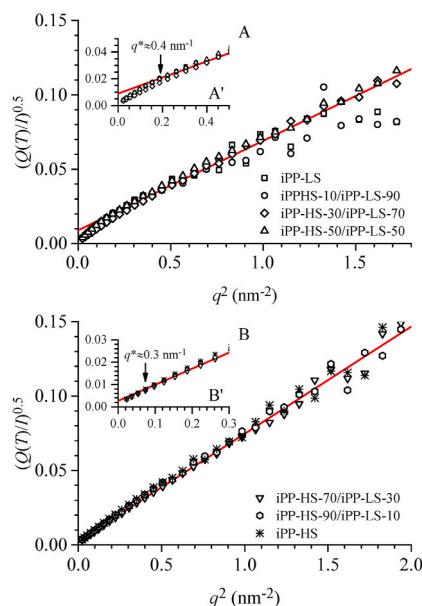 A
q*≈0.4 nm-1
0.04
0.02
0.00
0.0 0.2 0.4
A'
0.15
0.10
0.05
0.00
(Q(T)/I)0.5
iPP-LS
iPPHS-10/iPP-LS-90
iPP-HS-30/iPP-LS-70
iPP-HS-50/iPP-LS-50
0.0 0.5 1.0 1.5
q2 (nm-2)
B
q*≈0.3 nm-1
0.03
0.02
0.01
0.00
0.0 0.1 0.2 0.3
B'
0.15
0.10
0.05
0.00
(Q(T)/I)0.5
iPP-HS-70/iPP-LS-30
iPP-HS-90/iPP-LS-10
iPP-HS
0.0 0.5 1.0 1.5 2.0
q2 (nm-2)